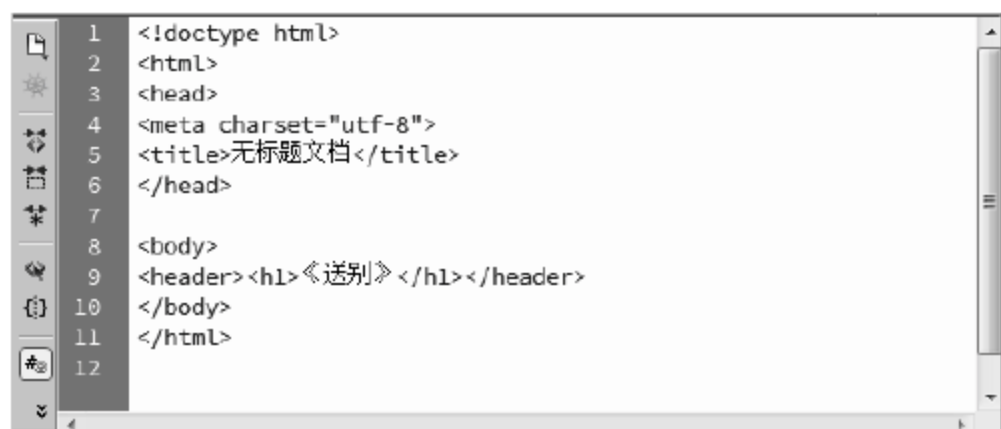 1 <!doctype html>
2 <html>
3 <head>
4 <meta charset="utf-8">
5 <title>无标题文档</title>
6 </head>
7
8 <body>
9 <header><h1>《送别》</h1></header>
10 </body>
11 </html>
12